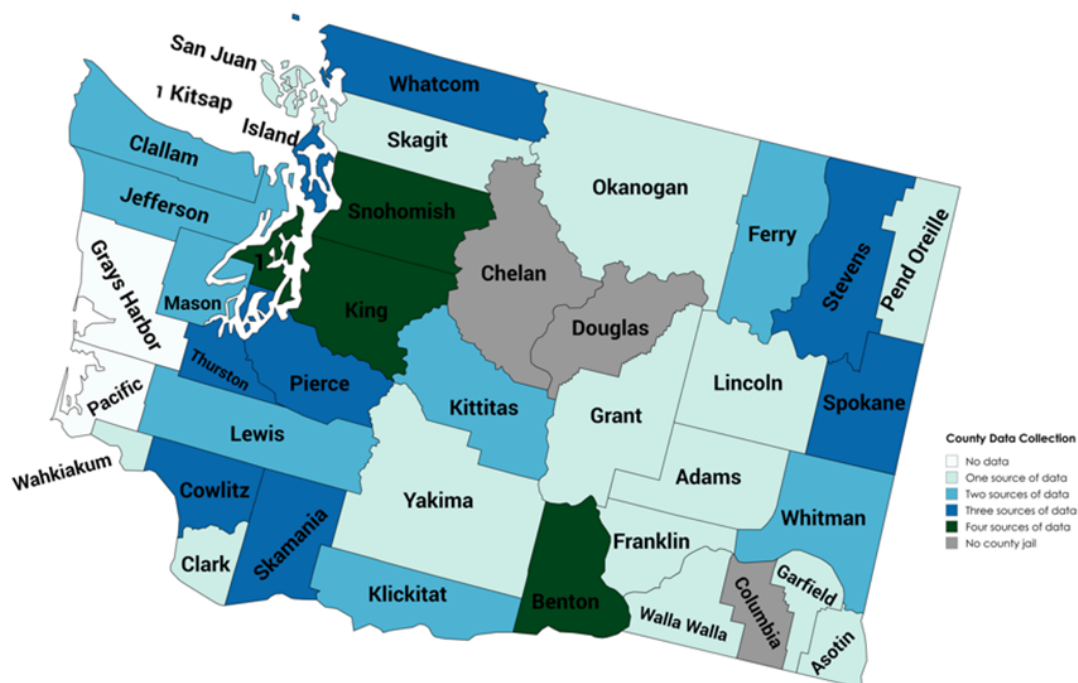 San Juan
Whatcom
1 Kitsap
Island
Skagit
Clallam
Okanogan
Jefferson
Snohomish
Ferry
Pend Oreille
Stevens
Grays Harbor
1
Chelan
Mason
King
Douglas
Thurston
Pierce
Lincoln
Pacific
Kittitas
Grant
Spokane
Lewis
Wahkiakum
Adams
Cowlitz
Yakima
Whitman
Skamania
Franklin
Clark
Garfield
Klickitat
Benton
Columbia
Walla Walla
Asotin
County Data Collection
No data
One source of data
Two sources of data
Three sources of data
Four sources of data
No county jail